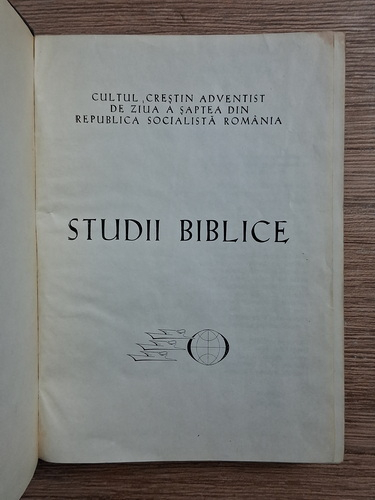 CULTUL CREȘTIN ADVENTIST
DE ZIUA A ȘAPTEA DIN
REPUBLICA SOCIALISTĂ ROMÂNIA
STUDII BIBLICE